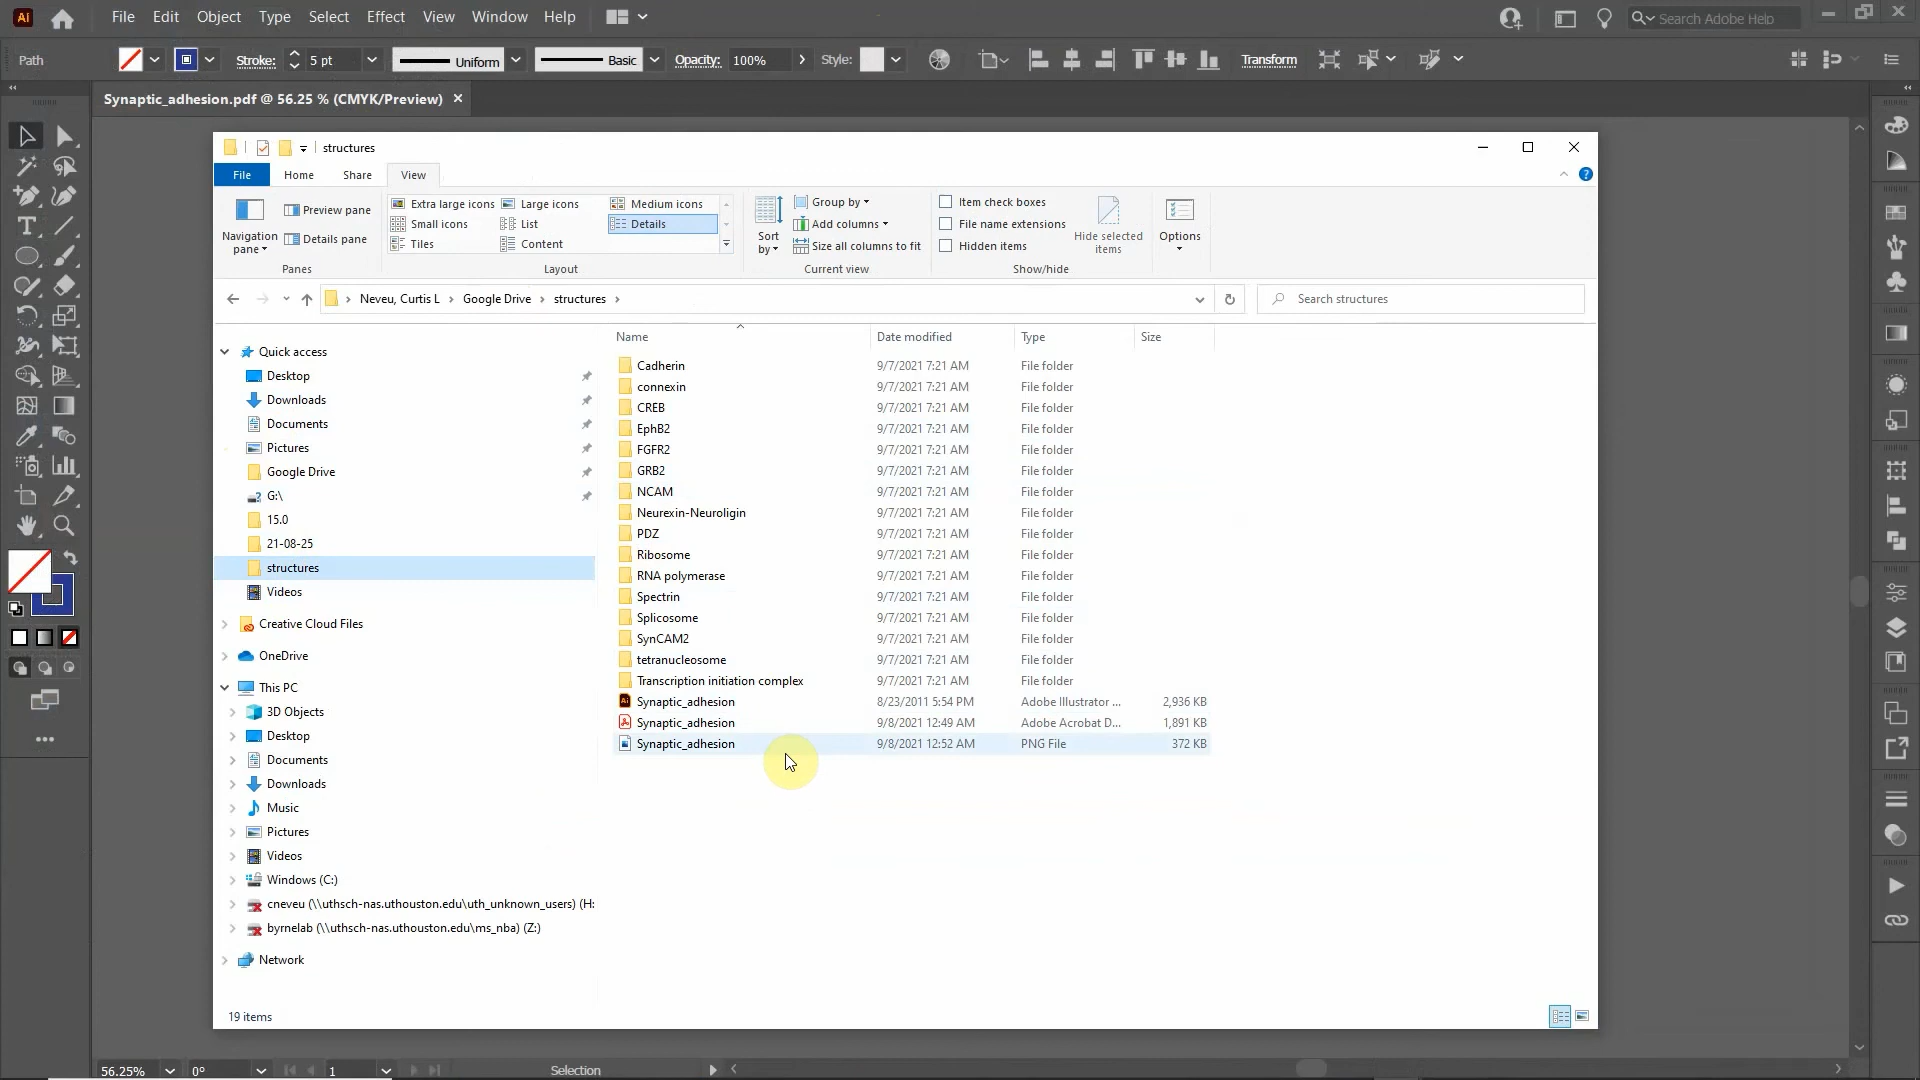 Ai
File Edit Object Type Select Effect View Window Help
Search Adobe Help
Path
Stroke: 5 pt Uniform Basic Opacity: 100% Style: Transform
Synaptic_adhesion.pdf @ 56.25 % (CMYK/Preview)
structures
File Home Share View
Navigation pane
Preview pane
Details pane
Panes
Extra large icons Large icons Medium icons
Small icons List Details
Tiles Content
Layout
Sort by
Group by
Add columns
Size all columns to fit
Current view
Item check boxes
File name extensions
Hidden items
Hide selected items
Show/hide
Options
Neveu, Curtis L Google Drive structures
Search structures
Quick access
Desktop
Downloads
Documents
Pictures
Google Drive
G:\
15.0
21-08-25
structures
Videos
Creative Cloud Files
OneDrive
This PC
3D Objects
Desktop
Documents
Downloads
Music
Pictures
Videos
Windows (C:)
cneveu (\\uthsch-nas.uthouston.edu\uth_unknown_users) (H:
byrnelab (\\uthsch-nas.uthouston.edu\ms_nba) (Z:)
Network
Name Date modified Type Size
Cadherin 9/7/2021 7:21 AM File folder
connexin 9/7/2021 7:21 AM File folder
CREB 9/7/2021 7:21 AM File folder
EphB2 9/7/2021 7:21 AM File folder
FGFR2 9/7/2021 7:21 AM File folder
GRB2 9/7/2021 7:21 AM File folder
NCAM 9/7/2021 7:21 AM File folder
Neurexin-Neuroligin 9/7/2021 7:21 AM File folder
PDZ 9/7/2021 7:21 AM File folder
Ribosome 9/7/2021 7:21 AM File folder
RNA polymerase 9/7/2021 7:21 AM File folder
Spectrin 9/7/2021 7:21 AM File folder
Splicosome 9/7/2021 7:21 AM File folder
SynCAM2 9/7/2021 7:21 AM File folder
tetranucleosome 9/7/2021 7:21 AM File folder
Transcription initiation complex 9/7/2021 7:21 AM File folder
Synaptic_adhesion 8/23/2011 5:54 PM Adobe Illustrator ... 2,936 KB
Synaptic_adhesion 9/8/2021 12:49 AM Adobe Acrobat D... 1,891 KB
Synaptic_adhesion 9/8/2021 12:52 AM PNG File 372 KB
19 items
56.25% 0° 1 Selection